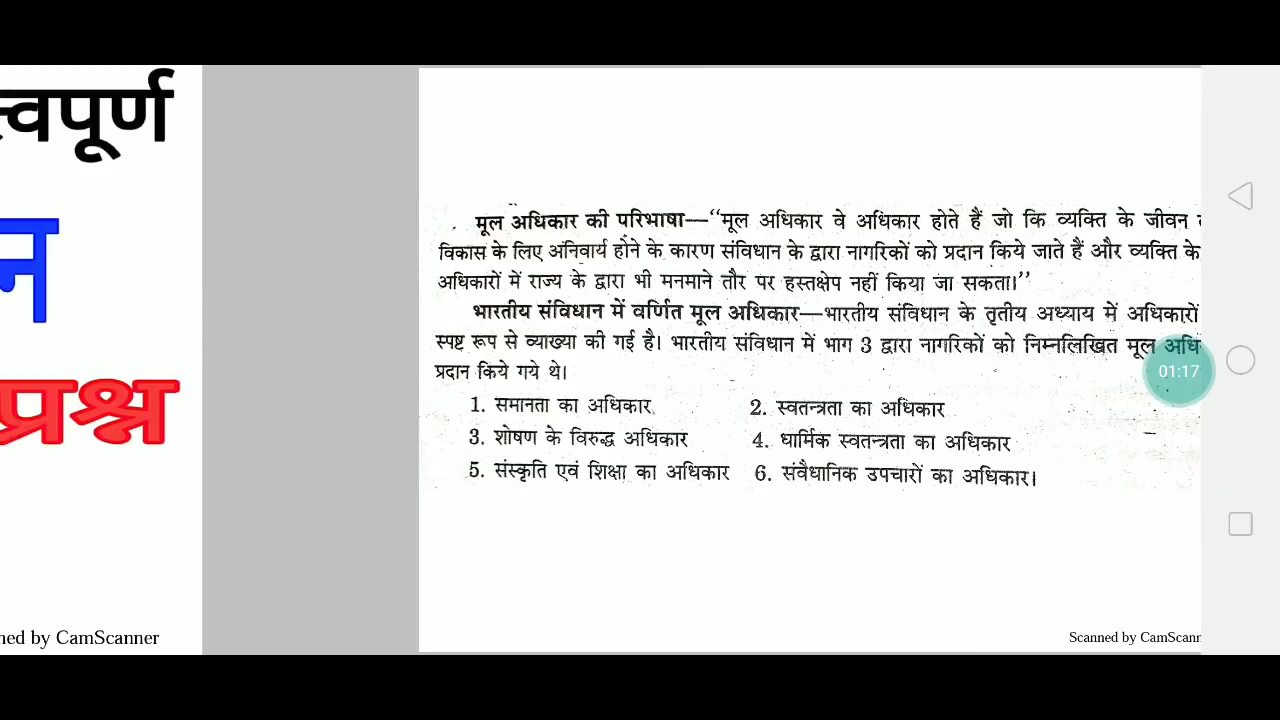 त्वपूर्ण
न
प्रश्न
ned by CamScanner
मूल अधिकार की परिभाषा—‘‘मूल अधिकार वे अधिकार होते हैं जो कि व्यक्ति के जीवन
विकास के लिए अनिवार्य होने के कारण संविधान के द्वारा नागरिकों को प्रदान किये जाते हैं और व्यक्ति के
अधिकारों में राज्य के द्वारा भी मनमाने तौर पर हस्तक्षेप नहीं किया जा सकता।’’
भारतीय संविधान में वर्णित मूल अधिकार—भारतीय संविधान के तृतीय अध्याय में अधिकारों
स्पष्ट रूप से व्याख्या की गई है। भारतीय संविधान में भाग 3 द्वारा नागरिकों को निम्नलिखित मूल अधि
प्रदान किये गये थे।
1. समानता का अधिकार 2. स्वतन्त्रता का अधिकार
3. शोषण के विरुद्ध अधिकार 4. धार्मिक स्वतन्त्रता का अधिकार
5. संस्कृति एवं शिक्षा का अधिकार 6. संवैधानिक उपचारों का अधिकार।
01:17
Scanned by CamScann